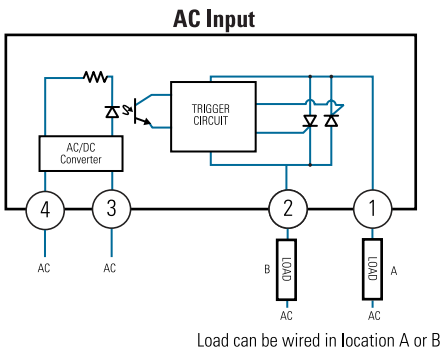 AC Input
TRIGGER
CIRCUIT
AC/DC
Converter
4
3
2
1
AC
AC
B
LOAD
LOAD
A
AC
AC
Load can be wired in location A or B